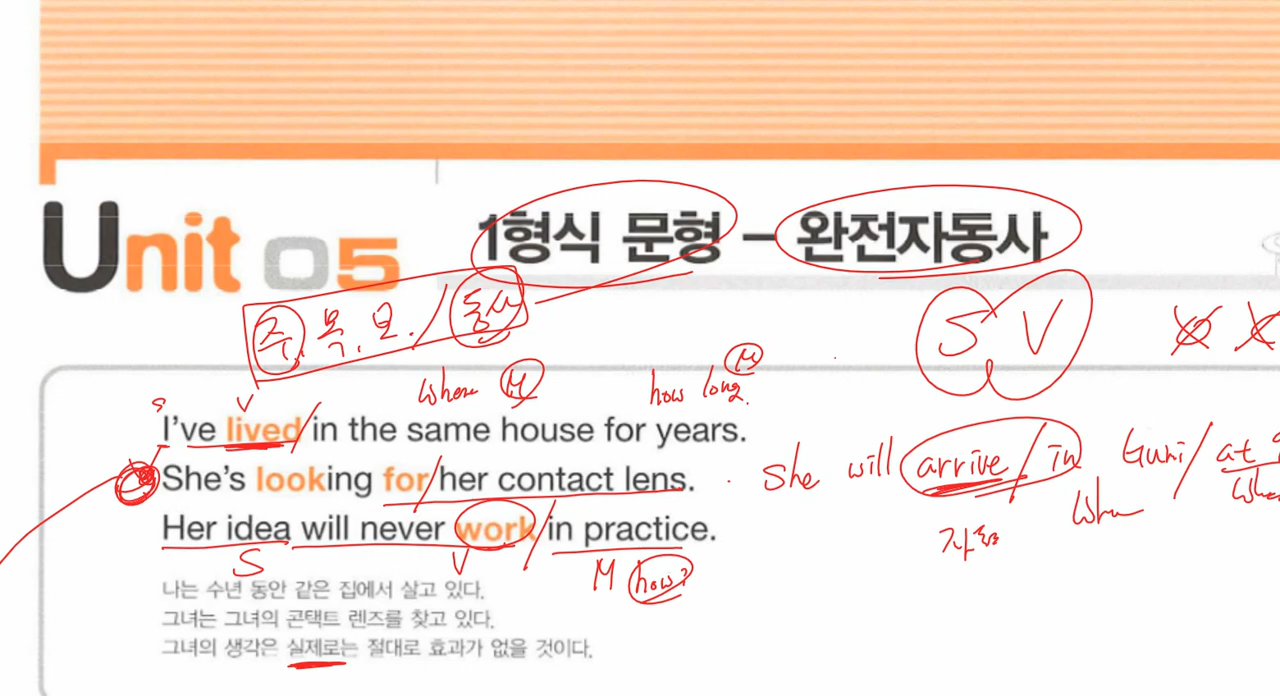 Unit 05
1형식 문형 – 완전자동사
주, 목, 보. / 동사
S V
where M
how long M
s v
I've lived / in the same house for years.
She's looking for / her contact lens.
She will arrive / in Gumi / at
where
자동
Her idea will never work / in practice.
S V M how?
나는 수년 동안 같은 집에서 살고 있다.
그녀는 그녀의 콘택트 렌즈를 찾고 있다.
그녀의 생각은 실제로는 절대로 효과가 없을 것이다.